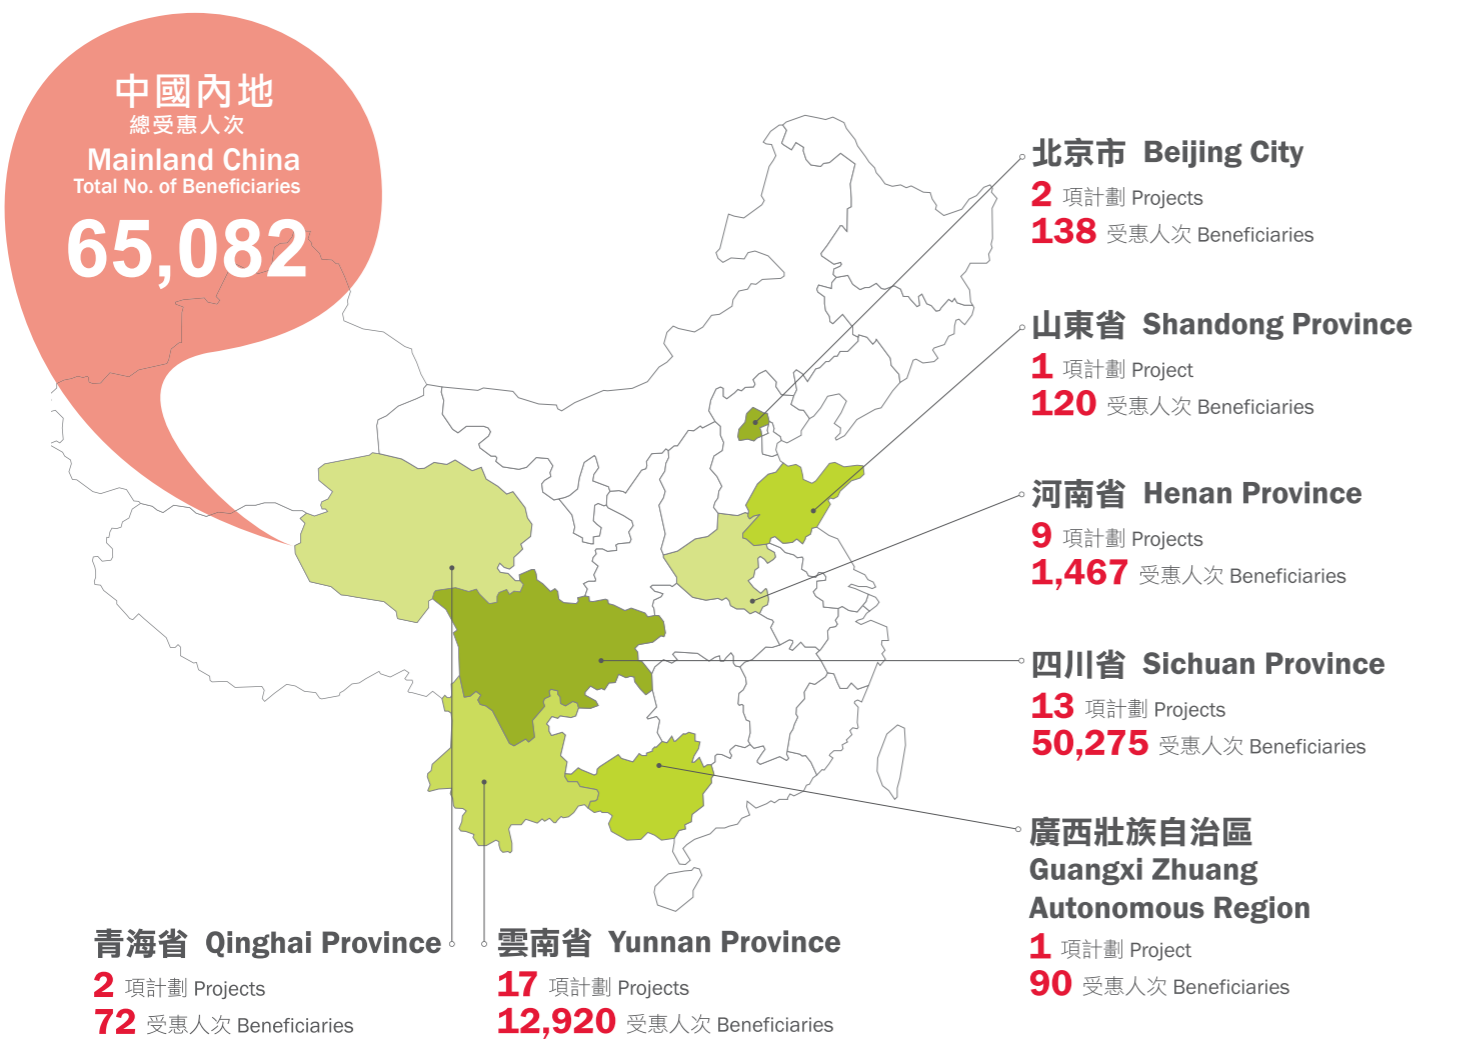 中國內地
總受惠人次
Mainland China
Total No. of Beneficiaries
65,082
北京市 Beijing City
2 項計劃 Projects
138 受惠人次 Beneficiaries
山東省 Shandong Province
1 項計劃 Project
120 受惠人次 Beneficiaries
河南省 Henan Province
9 項計劃 Projects
1,467 受惠人次 Beneficiaries
四川省 Sichuan Province
13 項計劃 Projects
50,275 受惠人次 Beneficiaries
廣西壯族自治區
Guangxi Zhuang
Autonomous Region
1 項計劃 Project
90 受惠人次 Beneficiaries
青海省 Qinghai Province
2 項計劃 Projects
72 受惠人次 Beneficiaries
雲南省 Yunnan Province
17 項計劃 Projects
12,920 受惠人次 Beneficiaries